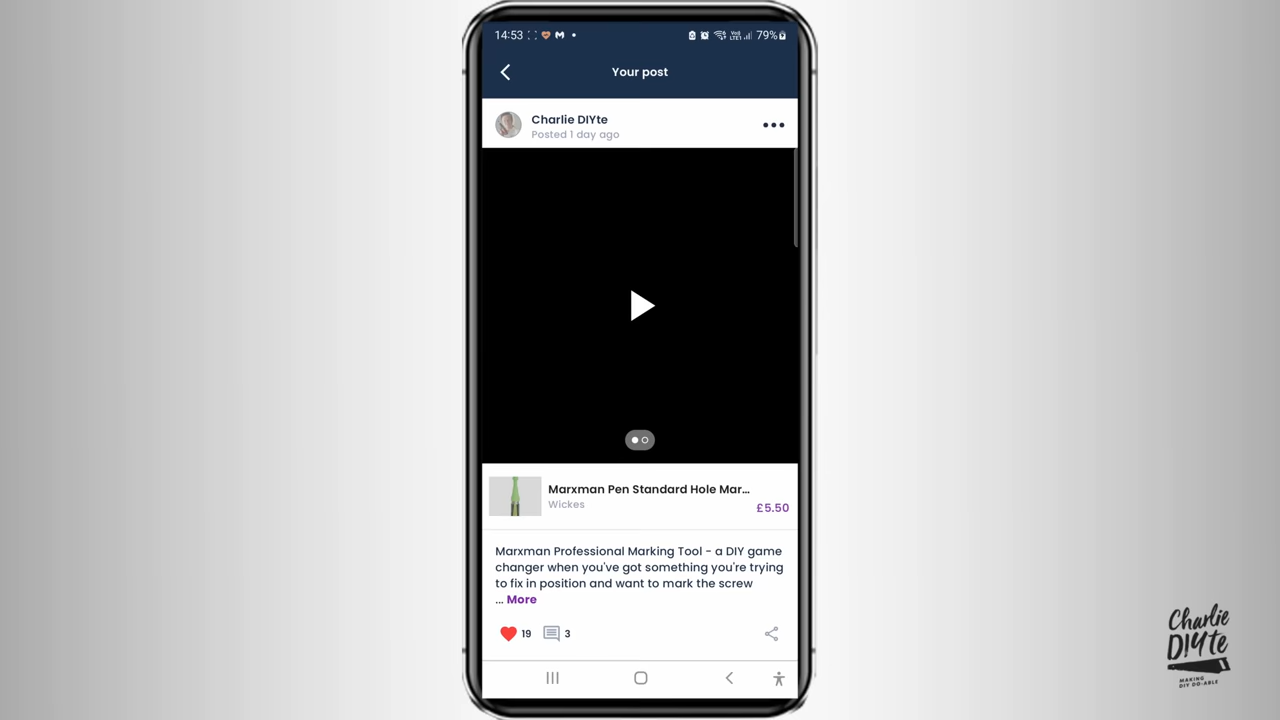 14:53
79%
Your post
Charlie DIYte
Posted 1 day ago
Marxman Pen Standard Hole Mar...
Wickes
£5.50
Marxman Professional Marking Tool - a DIY game
changer when you've got something you're trying
to fix in position and want to mark the screw
... More
19
3
Charlie
DIYte
MAKING
DIY DO-ABLE